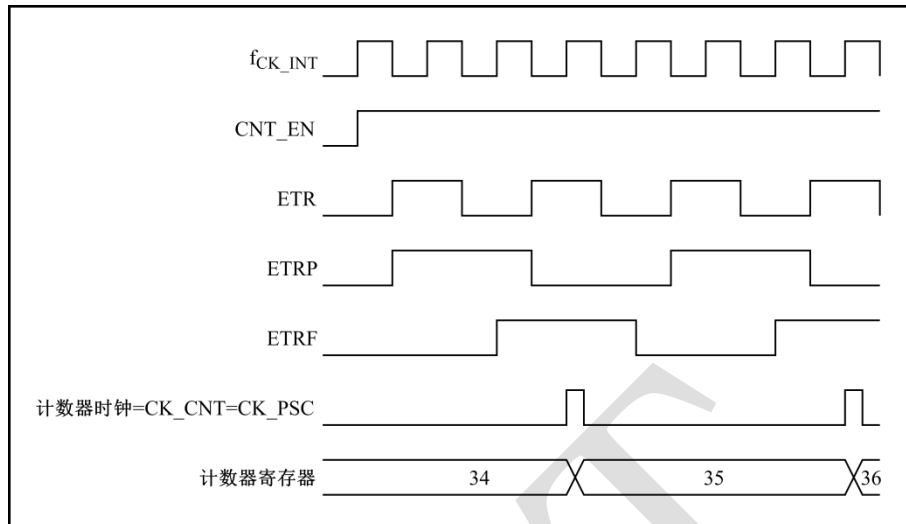 fCK_INT
CNT_EN
ETR
ETRP
ETRF
计数器时钟=CK_CNT=CK_PSC
计数器寄存器 34 35 36